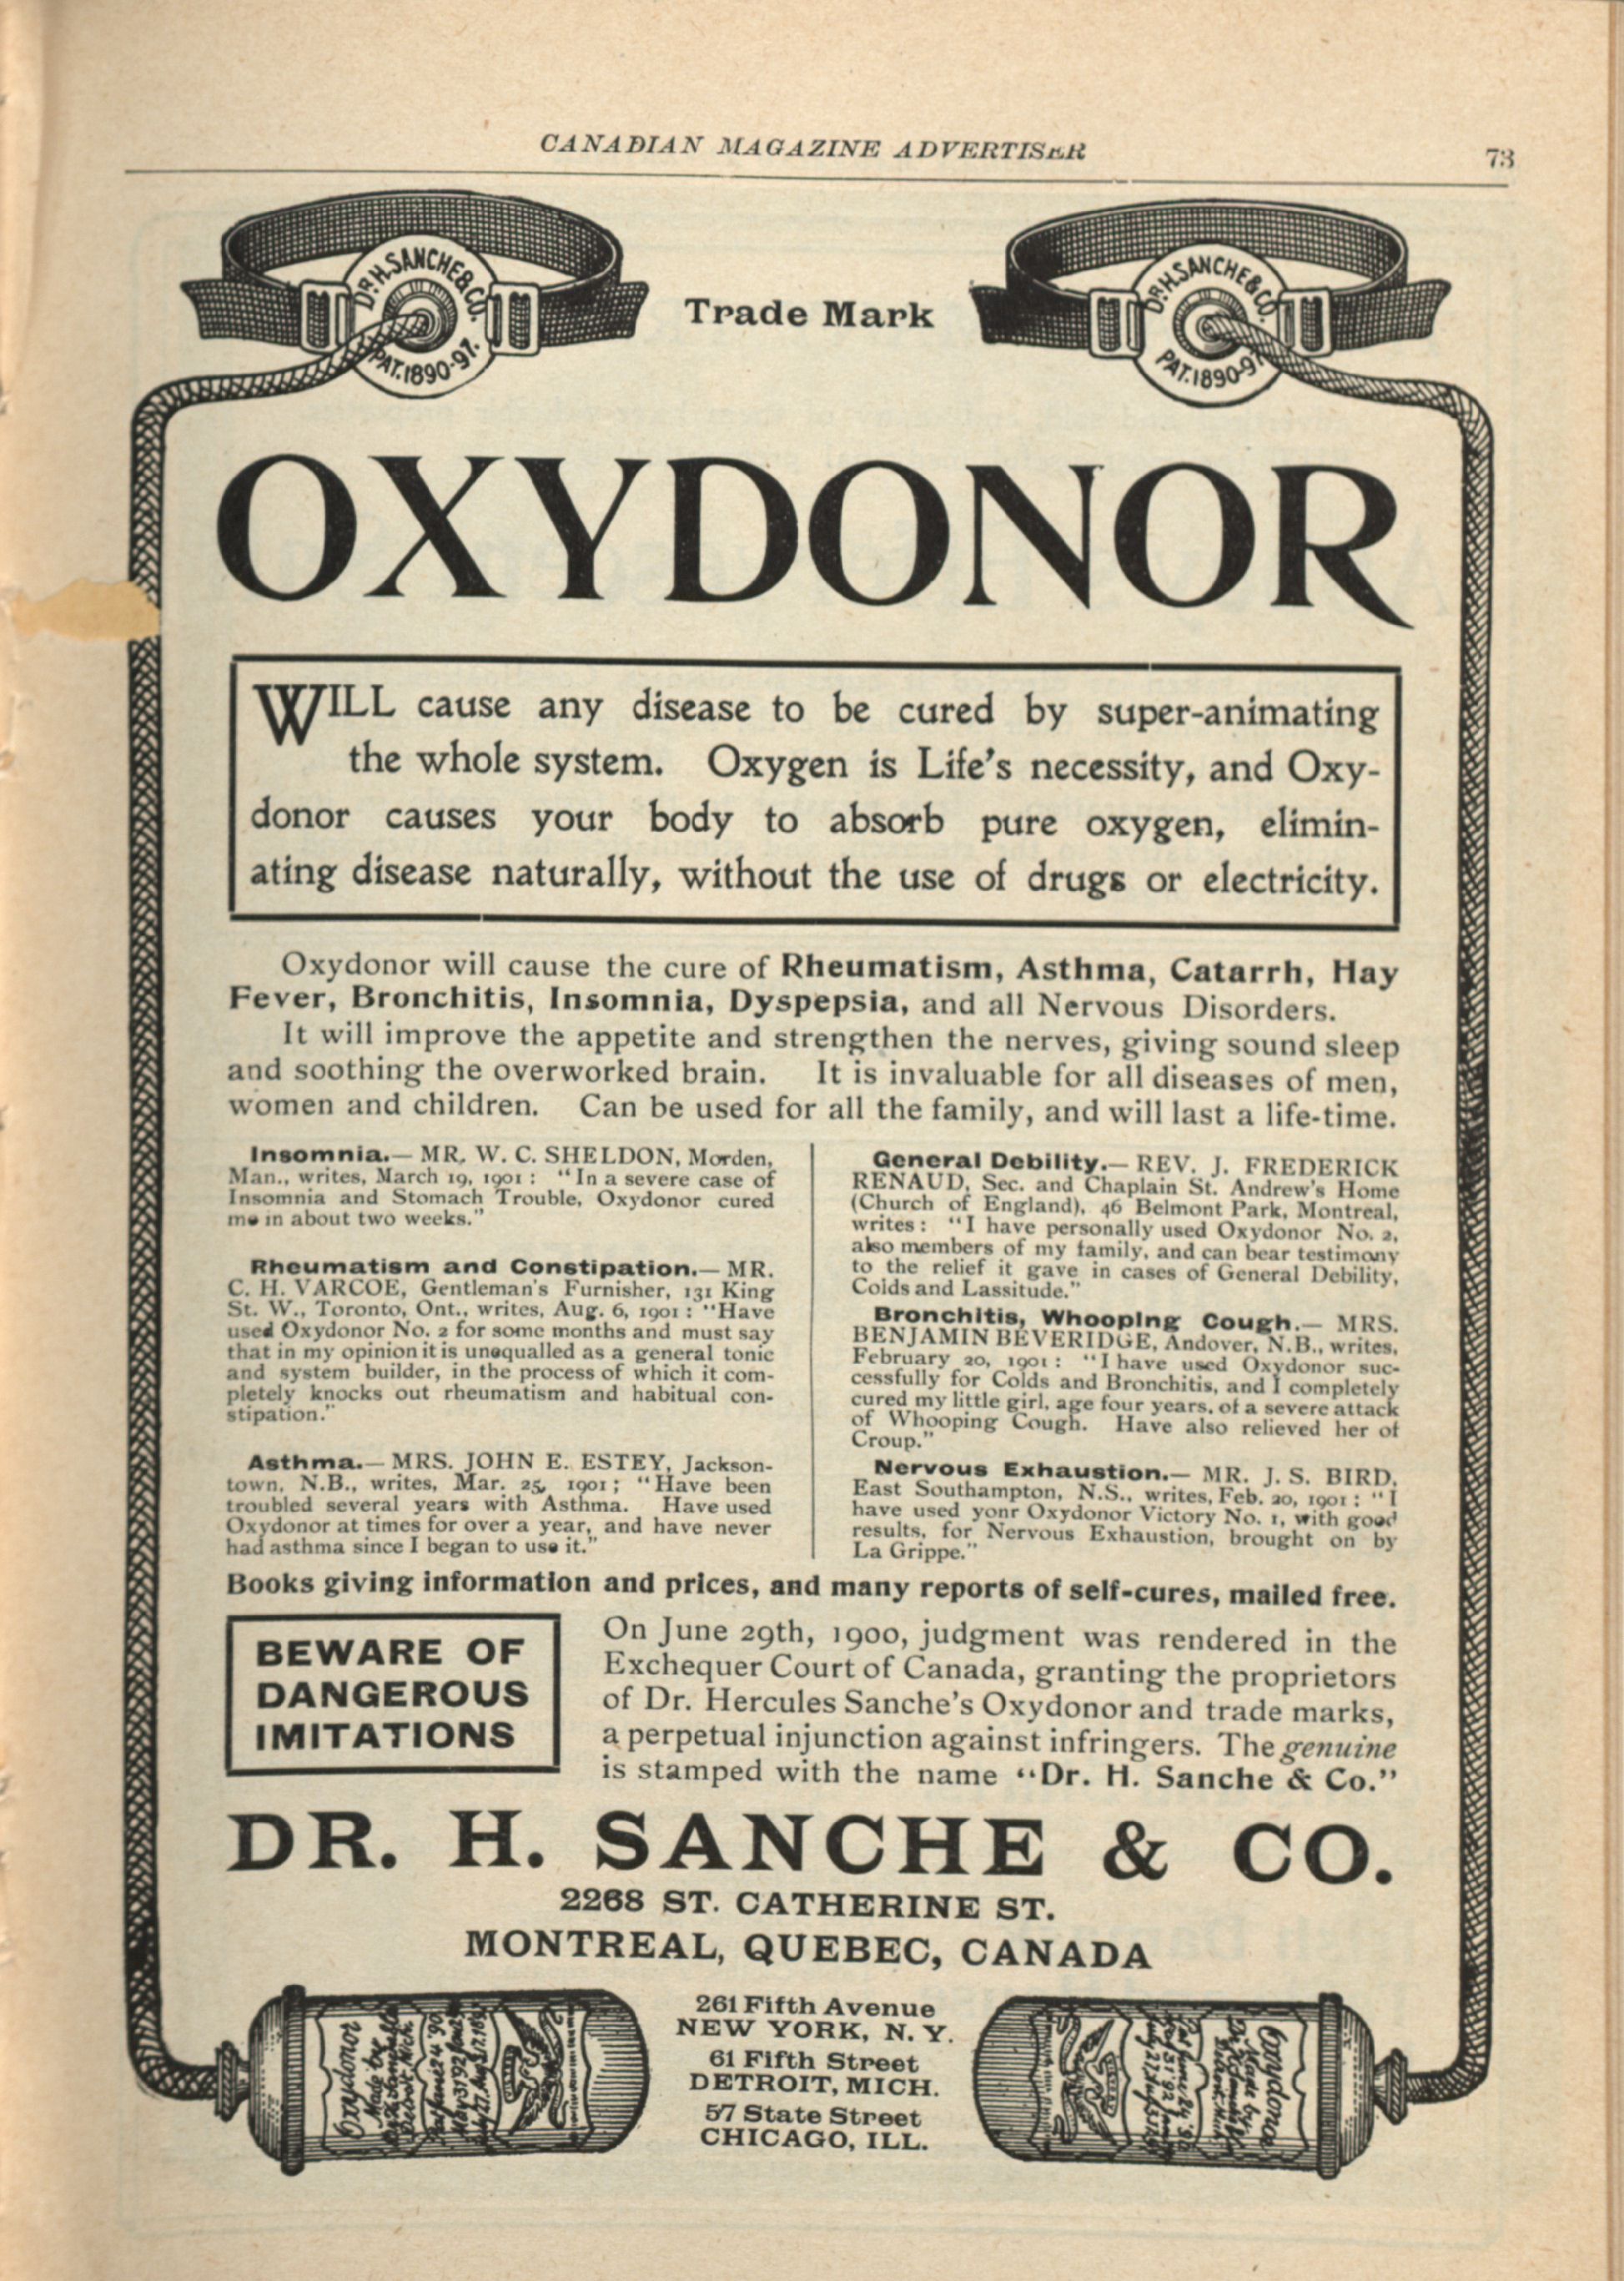 CANADIAN MAGAZINE ADVERTISER
73
DR. H. SANCHE & CO.
PAT. 1890-97.
Trade Mark
DR. H. SANCHE & CO.
PAT. 1890-97
OXYDONOR
WILL cause any disease to be cured by super-animating
the whole system. Oxygen is Life's necessity, and Oxy-
donor causes your body to absorb pure oxygen, elimin-
ating disease naturally, without the use of drugs or electricity.
Oxydonor will cause the cure of Rheumatism, Asthma, Catarrh, Hay
Fever, Bronchitis, Insomnia, Dyspepsia, and all Nervous Disorders.
It will improve the appetite and strengthen the nerves, giving sound sleep
and soothing the overworked brain. It is invaluable for all diseases of men,
women and children. Can be used for all the family, and will last a life-time.
Insomnia.— MR. W. C. SHELDON, Morden,
Man., writes, March 19, 1901 : "In a severe case of
Insomnia and Stomach Trouble, Oxydonor cured
me in about two weeks."
Rheumatism and Constipation.— MR.
C. H. VARCOE, Gentleman's Furnisher, 131 King
St. W., Toronto, Ont., writes, Aug. 6, 1901 : "Have
used Oxydonor No. 2 for some months and must say
that in my opinion it is unequalled as a general tonic
and system builder, in the process of which it com-
pletely knocks out rheumatism and habitual con-
stipation."
Asthma.— MRS. JOHN E. ESTEY, Jackson-
town, N.B., writes, Mar. 25, 1901 ; "Have been
troubled several years with Asthma. Have used
Oxydonor at times for over a year, and have never
had asthma since I began to use it."
General Debility.— REV. J. FREDERICK
RENAUD, Sec. and Chaplain St. Andrew's Home
(Church of England), 46 Belmont Park, Montreal,
writes : "I have personally used Oxydonor No. 2,
also members of my family, and can bear testimony
to the relief it gave in cases of General Debility,
Colds and Lassitude."
Bronchitis, Whooping Cough.— MRS.
BENJAMIN BEVERIDGE, Andover, N.B., writes,
February 20, 1901 : "I have used Oxydonor suc-
cessfully for Colds and Bronchitis, and I completely
cured my little girl, age four years, of a severe attack
of Whooping Cough. Have also relieved her of
Croup."
Nervous Exhaustion.— MR. J. S. BIRD,
East Southampton, N.S., writes, Feb. 20, 1901 : "I
have used yonr Oxydonor Victory No. 1, with good
results, for Nervous Exhaustion, brought on by
La Grippe."
Books giving information and prices, and many reports of self-cures, mailed free.
BEWARE OF
DANGEROUS
IMITATIONS
On June 29th, 1900, judgment was rendered in the
Exchequer Court of Canada, granting the proprietors
of Dr. Hercules Sanche's Oxydonor and trade marks,
a perpetual injunction against infringers. The genuine
is stamped with the name "Dr. H. Sanche & Co."
DR. H. SANCHE & CO.
2268 ST. CATHERINE ST.
MONTREAL, QUEBEC, CANADA
261 Fifth Avenue
NEW YORK, N. Y.
61 Fifth Street
DETROIT, MICH.
57 State Street
CHICAGO, ILL.
Oxydonor
Made by
Detroit, Mich.
Oxydonor
Made by